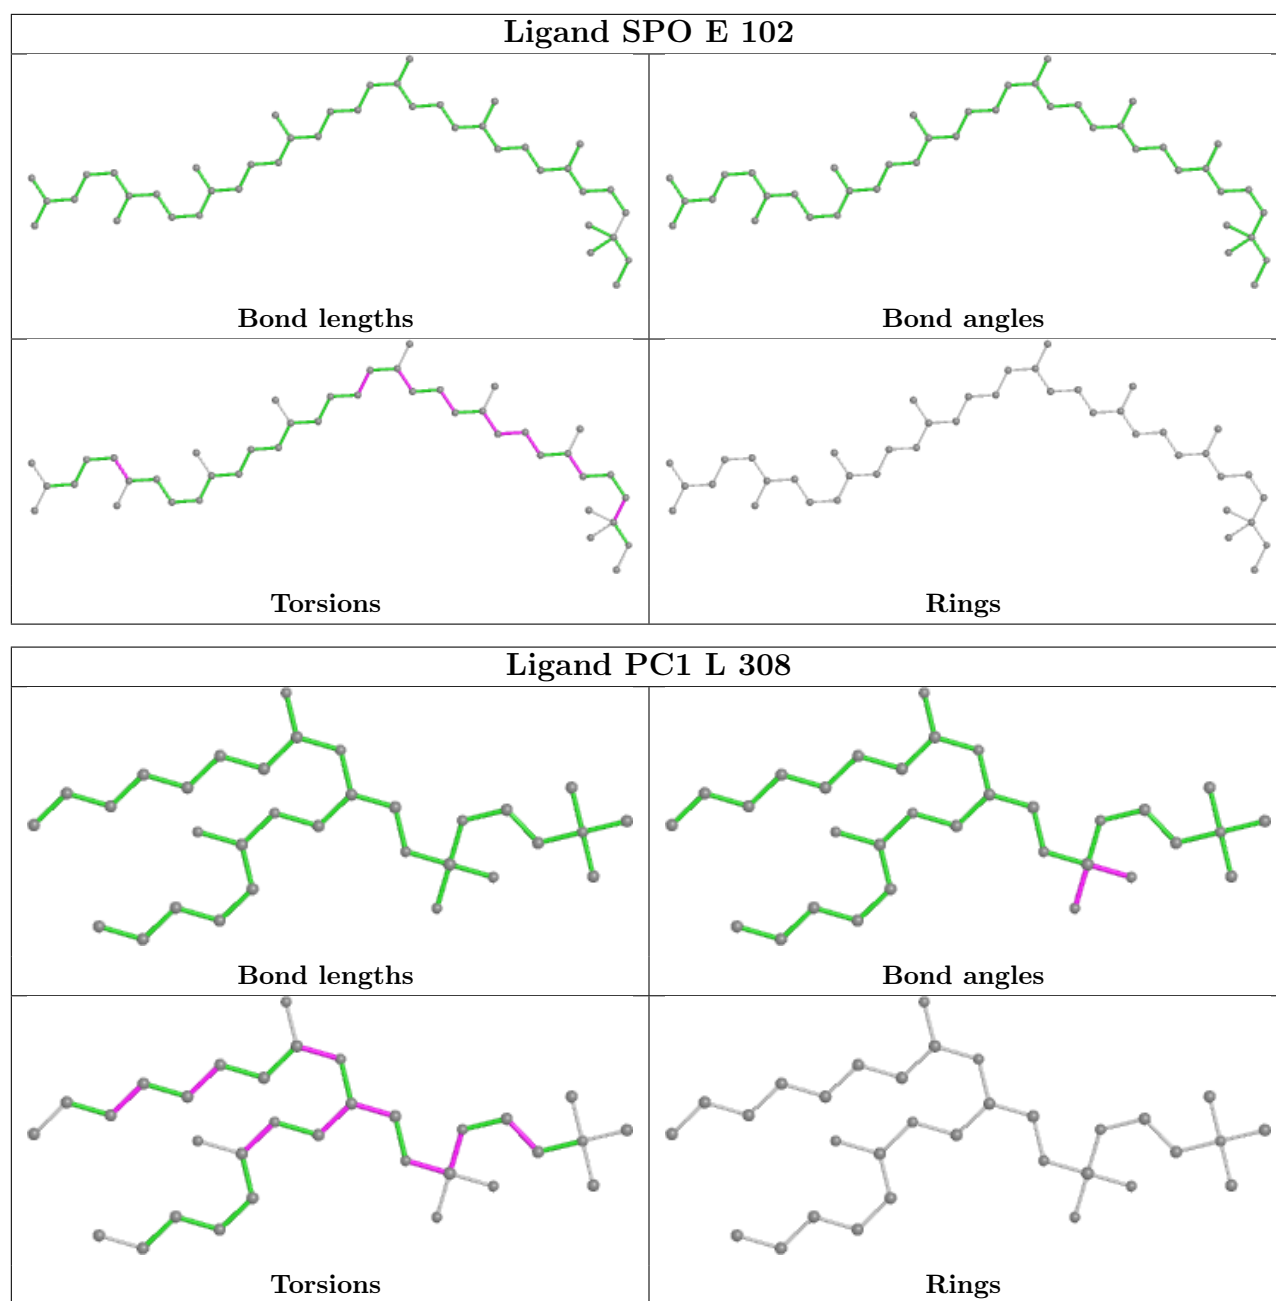 Ligand SPO E 102
Bond lengths
Bond angles
Torsions
Rings
Ligand PC1 L 308
Bond lengths
Bond angles
Torsions
Rings